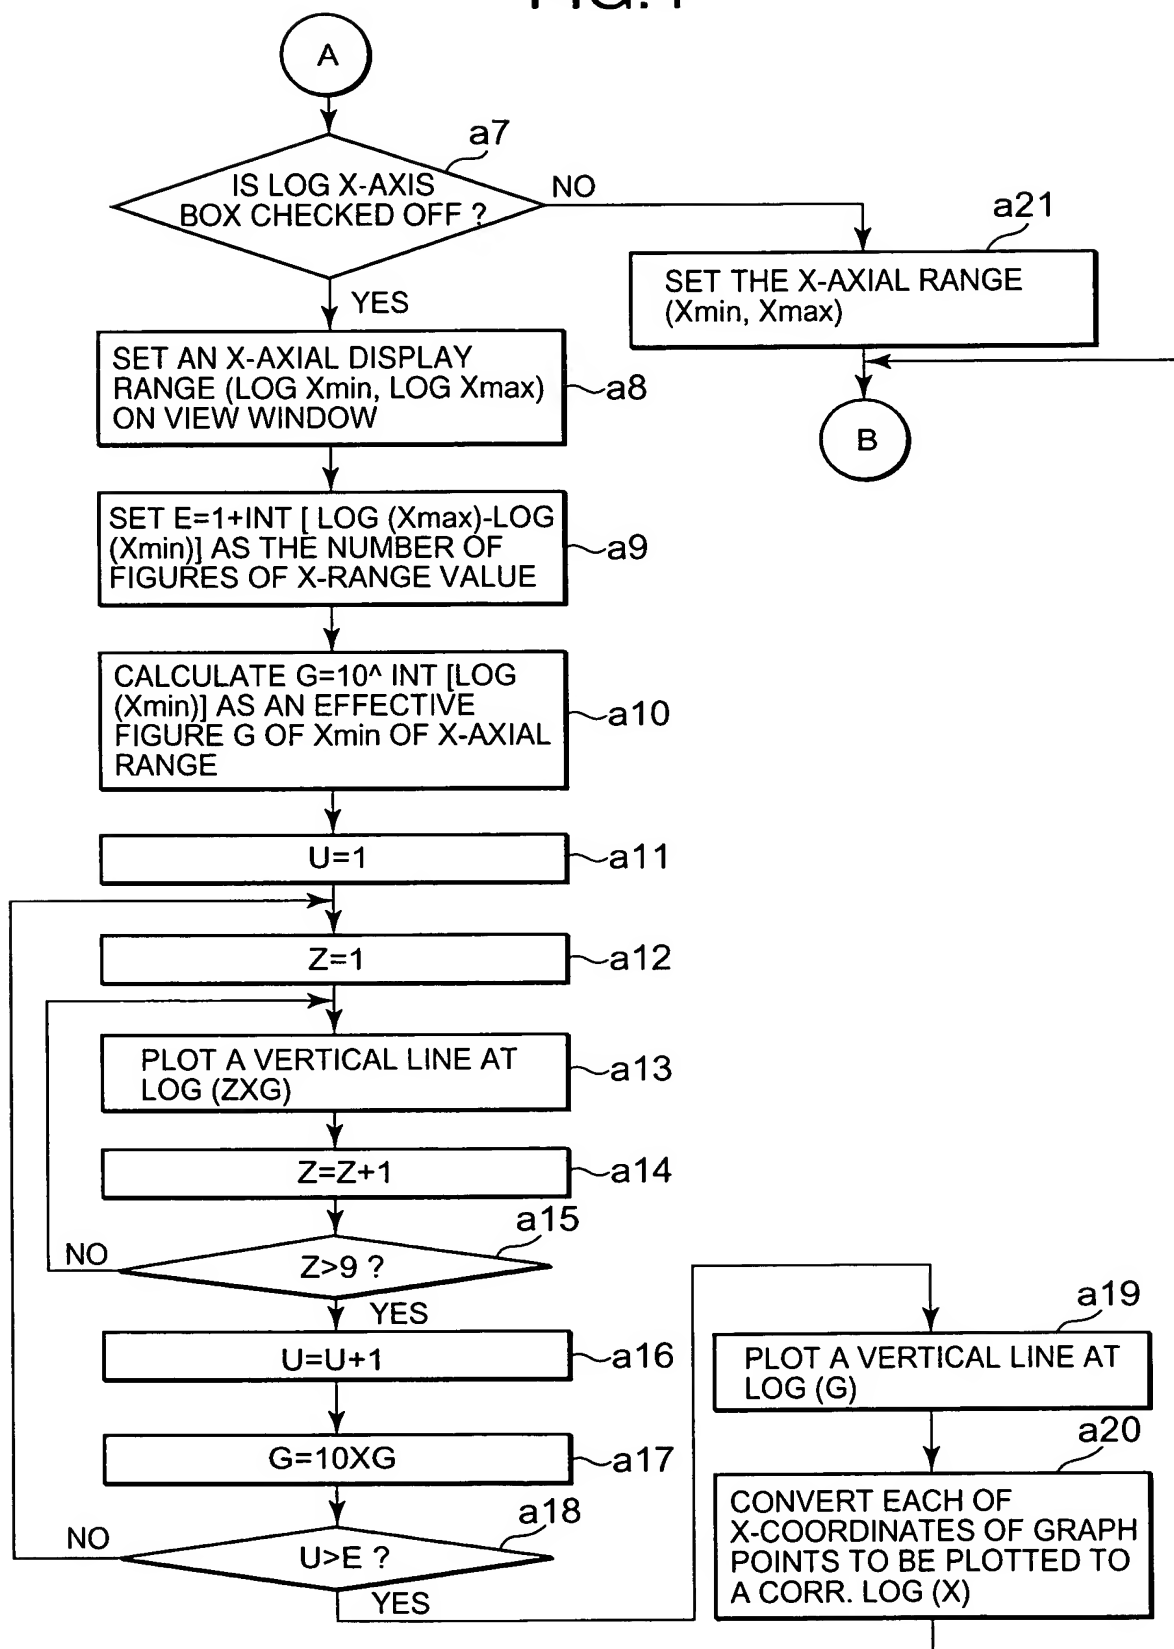 A
a7
IS LOG X-AXIS
BOX CHECKED OFF ?
NO
YES
a21
SET THE X-AXIAL RANGE
(Xmin, Xmax)
B
SET AN X-AXIAL DISPLAY
RANGE (LOG Xmin, LOG Xmax)
ON VIEW WINDOW
a8
SET E=1+INT [ LOG (Xmax)-LOG
(Xmin)] AS THE NUMBER OF
FIGURES OF X-RANGE VALUE
a9
CALCULATE G=10^ INT [LOG
(Xmin)] AS AN EFFECTIVE
FIGURE G OF Xmin OF X-AXIAL
RANGE
a10
U=1
a11
Z=1
a12
PLOT A VERTICAL LINE AT
LOG (ZXG)
a13
Z=Z+1
a14
a15
Z>9 ?
NO
YES
U=U+1
a16
G=10XG
a17
a18
U>E ?
NO
YES
a19
PLOT A VERTICAL LINE AT
LOG (G)
a20
CONVERT EACH OF
X-COORDINATES OF GRAPH
POINTS TO BE PLOTTED TO
A CORR. LOG (X)